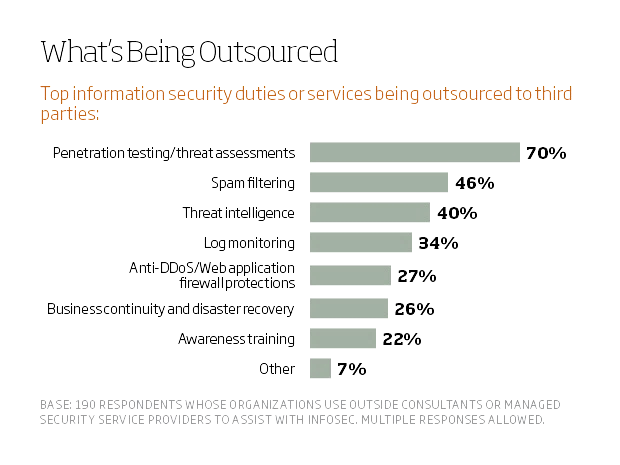 What's Being Outsourced
Top information security duties or services being outsourced to third
parties:
Penetration testing/threat assessments 70%
Spam filtering 46%
Threat intelligence 40%
Log monitoring 34%
Anti-DDoS/Web application
firewall protections 27%
Business continuity and disaster recovery 26%
Awareness training 22%
Other 7%
BASE: 190 RESPONDENTS WHOSE ORGANIZATIONS USE OUTSIDE CONSULTANTS OR MANAGED
SECURITY SERVICE PROVIDERS TO ASSIST WITH INFOSEC. MULTIPLE RESPONSES ALLOWED.